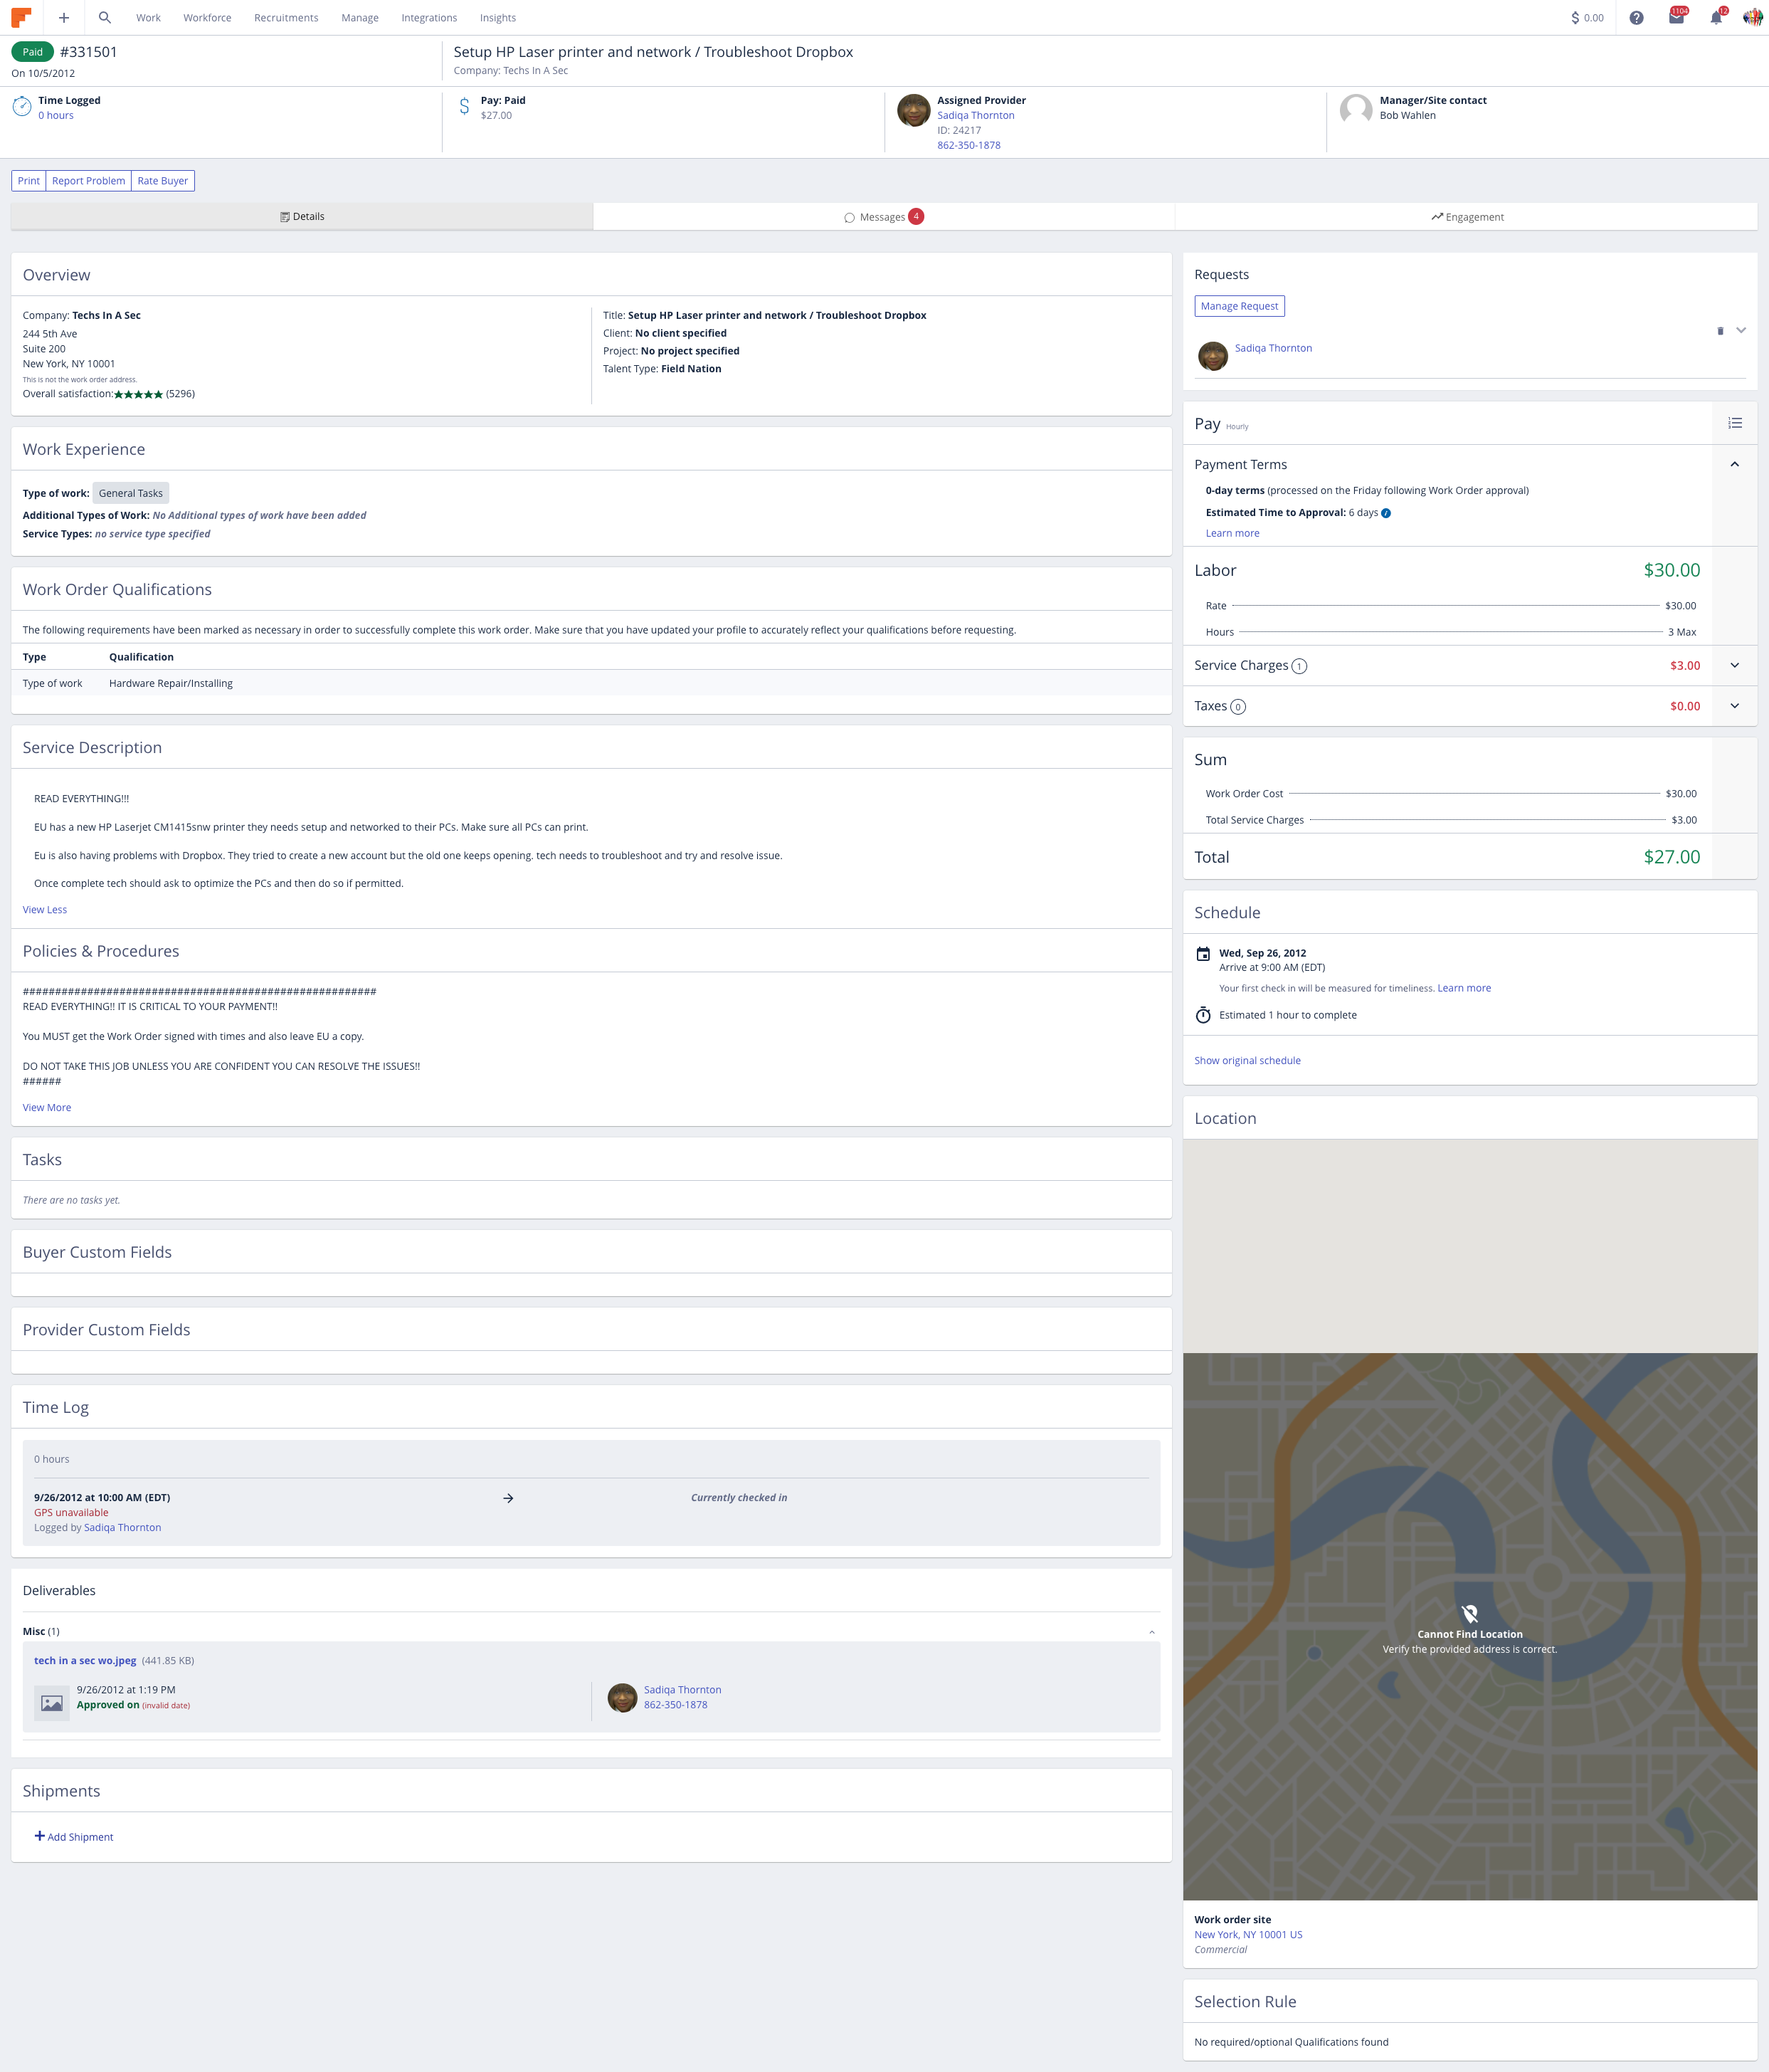 Work Workforce Recruitments Manage Integrations Insights $ 0.00 1104 12
Paid #331501
On 10/5/2012
Setup HP Laser printer and network / Troubleshoot Dropbox
Company: Techs In A Sec
Time Logged
0 hours
Pay: Paid
$27.00
Assigned Provider
Sadiqa Thornton
ID: 24217
862-350-1878
Manager/Site contact
Bob Wahlen
Print Report Problem Rate Buyer
Details Messages 4 Engagement
Overview
Company: Techs In A Sec
244 5th Ave
Suite 200
New York, NY 10001
This is not the work order address.
Overall satisfaction:★★★★★ (5296)
Title: Setup HP Laser printer and network / Troubleshoot Dropbox
Client: No client specified
Project: No project specified
Talent Type: Field Nation
Work Experience
Type of work: General Tasks
Additional Types of Work: No Additional types of work have been added
Service Types: no service type specified
Work Order Qualifications
The following requirements have been marked as necessary in order to successfully complete this work order. Make sure that you have updated your profile to accurately reflect your qualifications before requesting.
Type Qualification
Type of work Hardware Repair/Installing
Service Description
READ EVERYTHING!!!
EU has a new HP Laserjet CM1415snw printer they needs setup and networked to their PCs. Make sure all PCs can print.
Eu is also having problems with Dropbox. They tried to create a new account but the old one keeps opening. tech needs to troubleshoot and try and resolve issue.
Once complete tech should ask to optimize the PCs and then do so if permitted.
View Less
Policies & Procedures
#######################################################
READ EVERYTHING!! IT IS CRITICAL TO YOUR PAYMENT!!
You MUST get the Work Order signed with times and also leave EU a copy.
DO NOT TAKE THIS JOB UNLESS YOU ARE CONFIDENT YOU CAN RESOLVE THE ISSUES!!
######
View More
Tasks
There are no tasks yet.
Buyer Custom Fields
Provider Custom Fields
Time Log
0 hours
9/26/2012 at 10:00 AM (EDT) Currently checked in
GPS unavailable
Logged by Sadiqa Thornton
Deliverables
Misc (1)
tech in a sec wo.jpeg (441.85 KB)
9/26/2012 at 1:19 PM
Approved on (invalid date)
Sadiqa Thornton
862-350-1878
Shipments
Add Shipment
Requests
Manage Request
Sadiqa Thornton
Pay Hourly
Payment Terms
0-day terms (processed on the Friday following Work Order approval)
Estimated Time to Approval: 6 days
Learn more
Labor $30.00
Rate $30.00
Hours 3 Max
Service Charges 1 $3.00
Taxes 0 $0.00
Sum
Work Order Cost $30.00
Total Service Charges $3.00
Total $27.00
Schedule
Wed, Sep 26, 2012
Arrive at 9:00 AM (EDT)
Your first check in will be measured for timeliness. Learn more
Estimated 1 hour to complete
Show original schedule
Location
Cannot Find Location
Verify the provided address is correct.
Work order site
New York, NY 10001 US
Commercial
Selection Rule
No required/optional Qualifications found